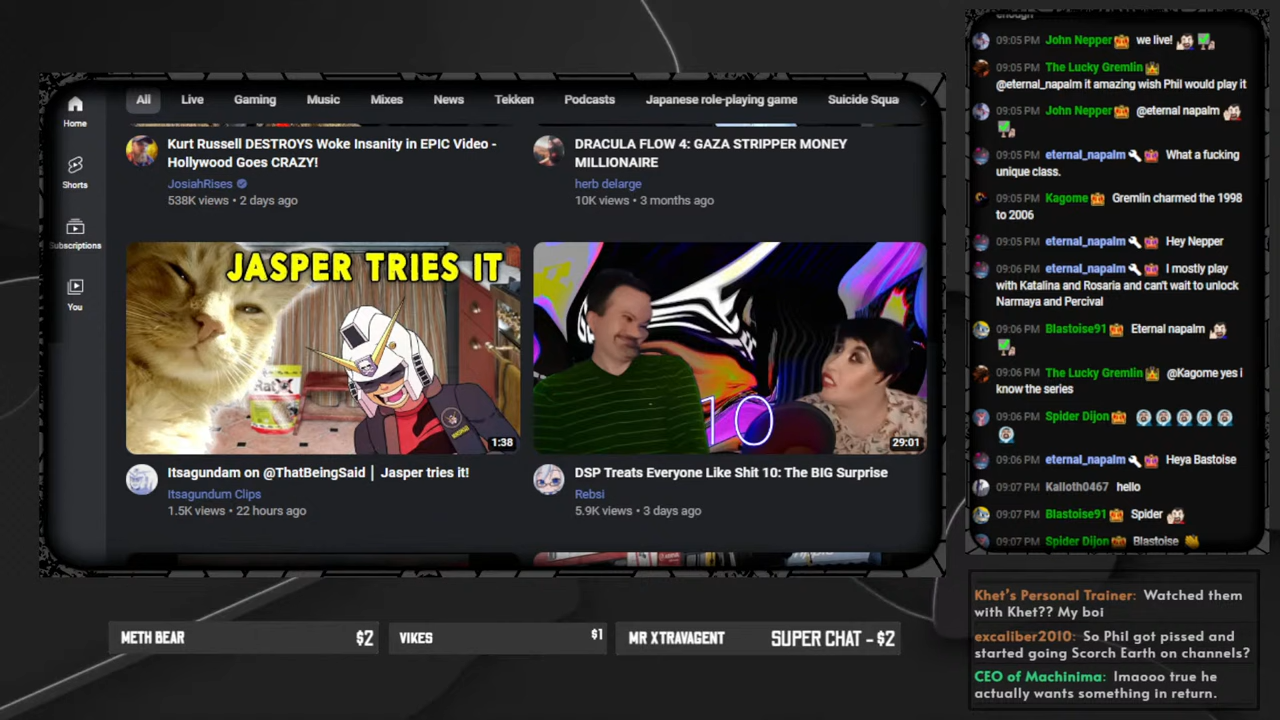 All Live Gaming Music Mixes News Tekken Podcasts Japanese role-playing game Suicide Squa
Home
Shorts
Subscriptions
You
Kurt Russell DESTROYS Woke Insanity in EPIC Video -
Hollywood Goes CRAZY!
JosiahRises
538K views • 2 days ago
DRACULA FLOW 4: GAZA STRIPPER MONEY
MILLIONAIRE
herb delarge
10K views • 3 months ago
JASPER TRIES IT
1:38
10
29:01
Itsagundam on @ThatBeingSaid | Jasper tries it!
Itsagundum Clips
1.5K views • 22 hours ago
DSP Treats Everyone Like Shit 10: The BIG Surprise
Rebsi
5.9K views • 3 days ago
METH BEAR $2
VIKES $1
MR XTRAVAGENT SUPER CHAT - $2
enough
09:05 PM John Nepper we live!
09:05 PM The Lucky Gremlin
@eternal_napalm it amazing wish Phil would play it
09:05 PM John Nepper @eternal napalm
09:05 PM eternal_napalm What a fucking
unique class.
09:05 PM Kagome Gremlin charmed the 1998
to 2006
09:05 PM eternal_napalm Hey Nepper
09:06 PM eternal_napalm I mostly play
with Katalina and Rosaria and can't wait to unlock
Narmaya and Percival
09:06 PM Blastoise91 Eternal napalm
09:06 PM The Lucky Gremlin @Kagome yes i
know the series
09:06 PM Spider Dijon
09:06 PM eternal_napalm Heya Bastoise
09:07 PM Kalloth0467 hello
09:07 PM Blastoise91 Spider
09:07 PM Spider Dijon Blastoise
Khet's Personal Trainer: Watched them
with Khet?? My boi
excaliber2010: So Phil got pissed and
started going Scorch Earth on channels?
CEO of Machinima: lmaooo true he
actually wants something in return.